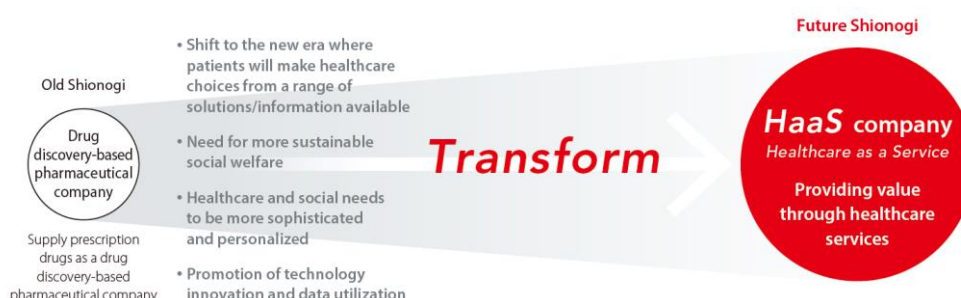 Old Shionogi
Drug
discovery-based
pharmaceutical
company
Supply prescription
drugs as a drug
discovery-based
pharmaceutical company
• Shift to the new era where
patients will make healthcare
choices from a range of
solutions/information available
• Need for more sustainable
social welfare
• Healthcare and social needs
to be more sophisticated
and personalized
• Promotion of technology
innovation and data utilization
Transform
Future Shionogi
HaaS company
Healthcare as a Service
Providing value
through healthcare
services